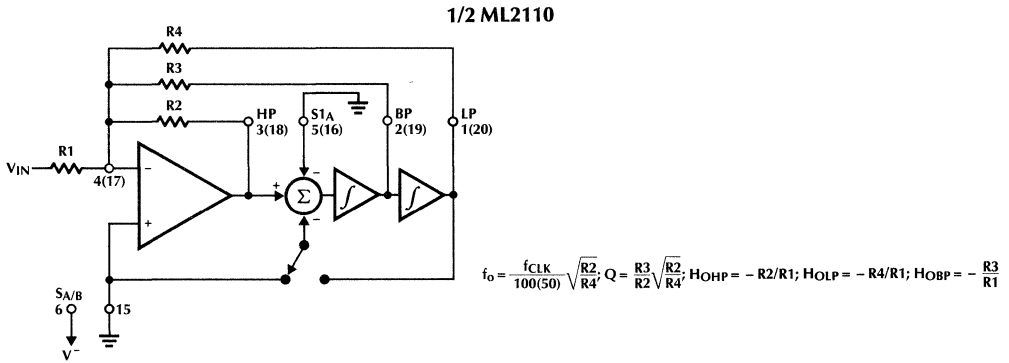 1/2 ML2110
R4
R3
R2
HP
3(18)
S1A
5(16)
BP
2(19)
LP
1(20)
VIN
R1
4(17)
−
+
+
Σ
−
−
∫
∫
SA/B
6
15
V−
fo = fCLK/100(50) √R2/R4; Q = R3/R2 √R2/R4; HOHP = − R2/R1; HOLP = − R4/R1; HOBP = − R3/R1